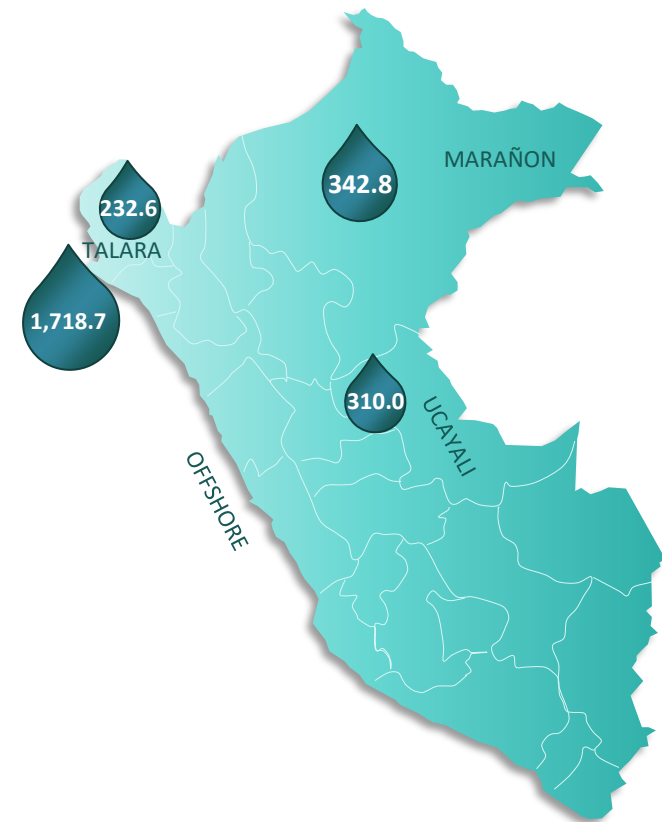 MARAÑON
342.8
232.6
TALARA
1,718.7
310.0
UCAYALI
OFFSHORE